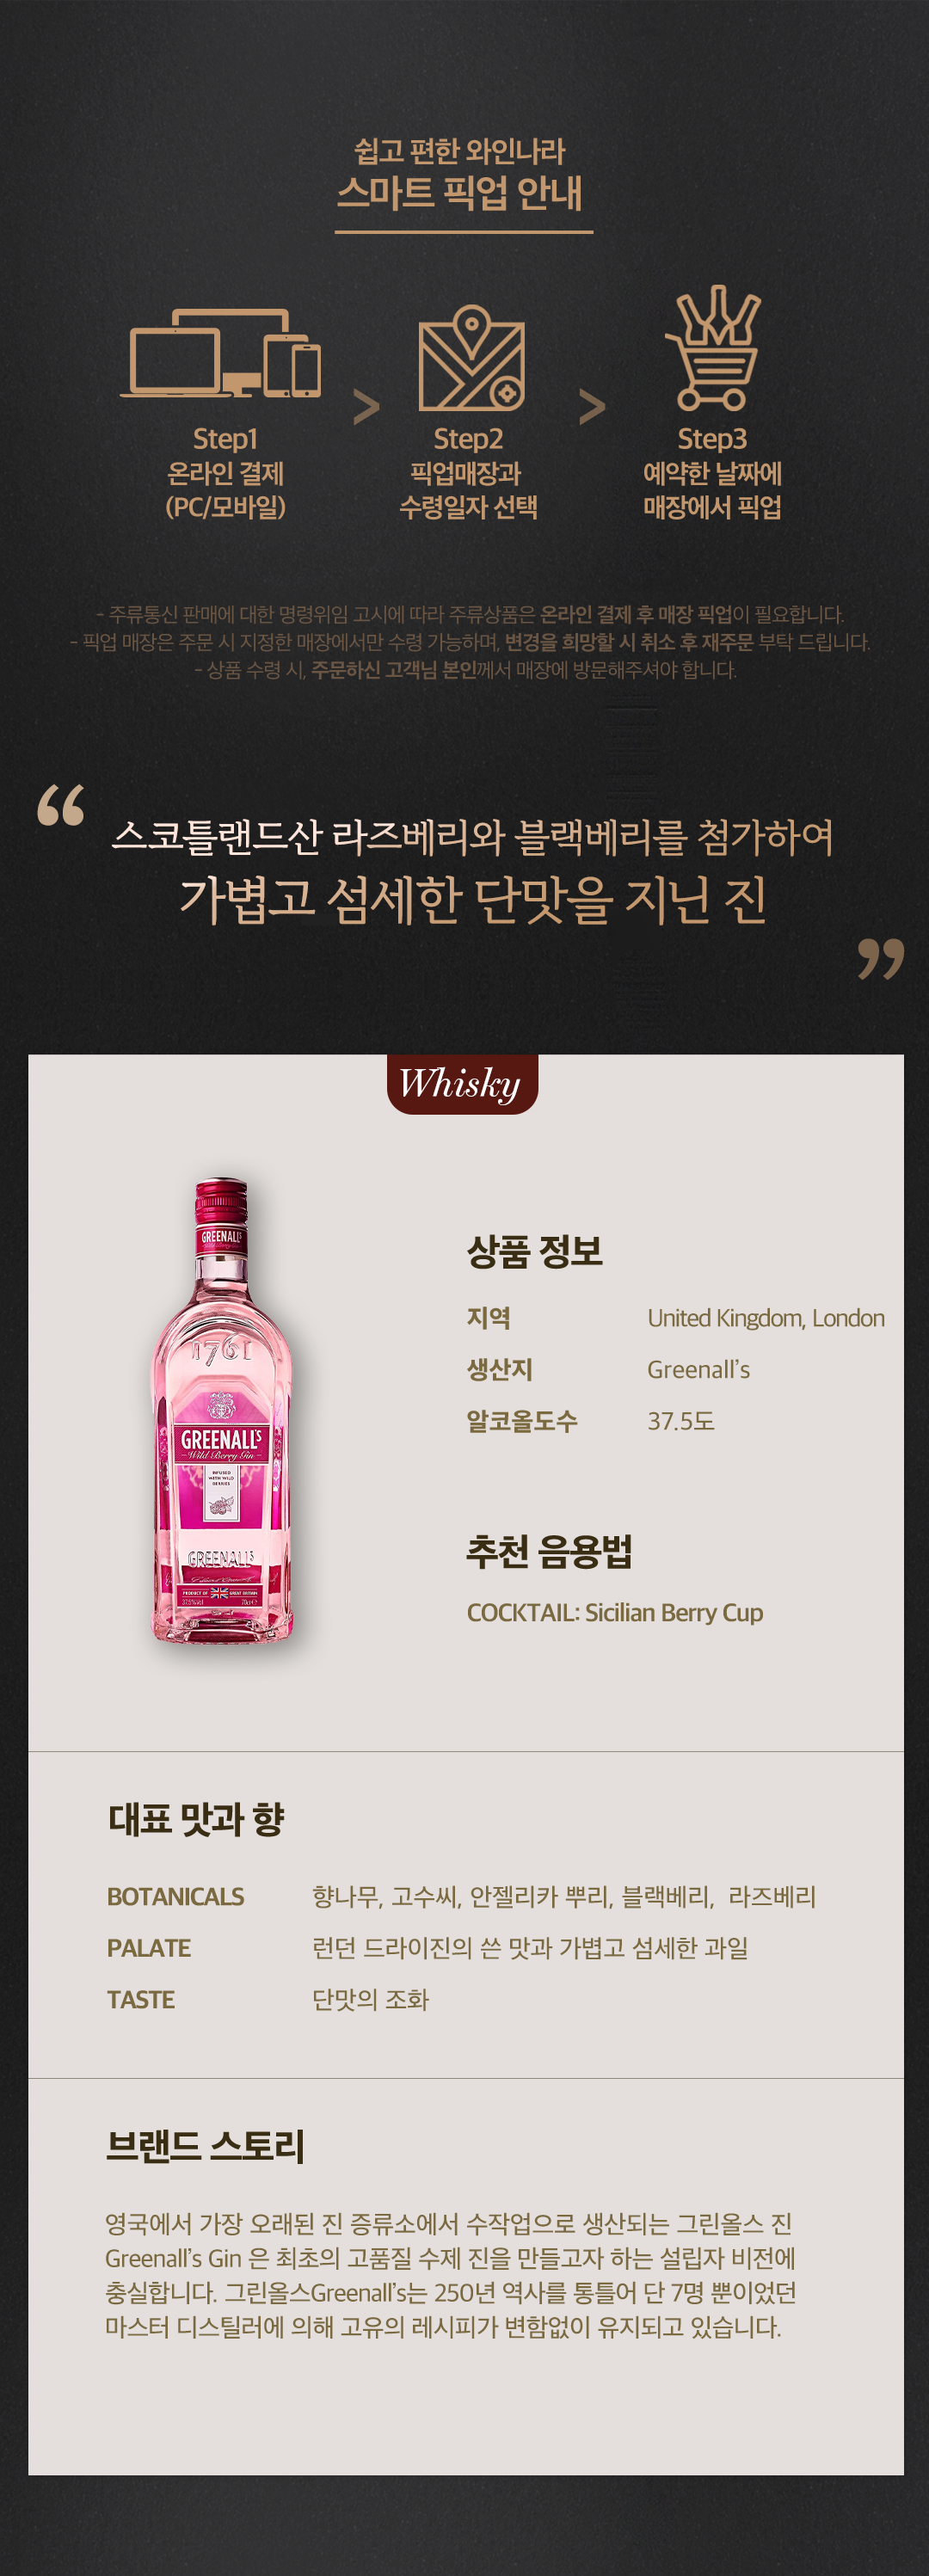 쉽고 편한 와인나라
스마트 픽업 안내
Step1
온라인 결제
(PC/모바일)
>
Step2
픽업매장과
수령일자 선택
>
Step3
예약한 날짜에
매장에서 픽업
- 주류통신 판매에 대한 명령위임 고시에 따라 주류상품은 온라인 결제 후 매장 픽업이 필요합니다.
- 픽업 매장은 주문 시 지정한 매장에서만 수령 가능하며, 변경을 희망할 시 취소 후 재주문 부탁 드립니다.
- 상품 수령 시, 주문하신 고객님 본인께서 매장에 방문해주셔야 합니다.
“
스코틀랜드산 라즈베리와 블랙베리를 첨가하여
가볍고 섬세한 단맛을 지닌 진
”
Whisky
GREENALL'S
Wild Berry Gin
1761
GREENALL'S
Wild Berry Gin
INFUSED
WITH WILD
BERRIES
GREENALL'S
PRODUCT OF GREAT BRITAIN
37.5%Vol 70cl e
상품 정보
지역 United Kingdom, London
생산지 Greenall’s
알코올도수 37.5도
추천 음용법
COCKTAIL: Sicilian Berry Cup
대표 맛과 향
BOTANICALS 향나무, 고수씨, 안젤리카 뿌리, 블랙베리, 라즈베리
PALATE 런던 드라이진의 쓴 맛과 가볍고 섬세한 과일
TASTE 단맛의 조화
브랜드 스토리
영국에서 가장 오래된 진 증류소에서 수작업으로 생산되는 그린올스 진
Greenall’s Gin 은 최초의 고품질 수제 진을 만들고자 하는 설립자 비전에
충실합니다. 그린올스Greenall’s는 250년 역사를 통틀어 단 7명 뿐이었던
마스터 디스틸러에 의해 고유의 레시피가 변함없이 유지되고 있습니다.